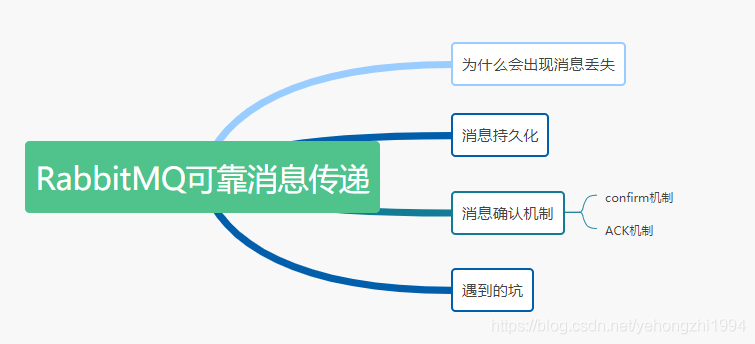 为什么会出现消息丢失
消息持久化
RabbitMQ可靠消息传递
消息确认机制
confirm机制
ACK机制
遇到的坑
https://blog.csdn.net/yehongzhi1994